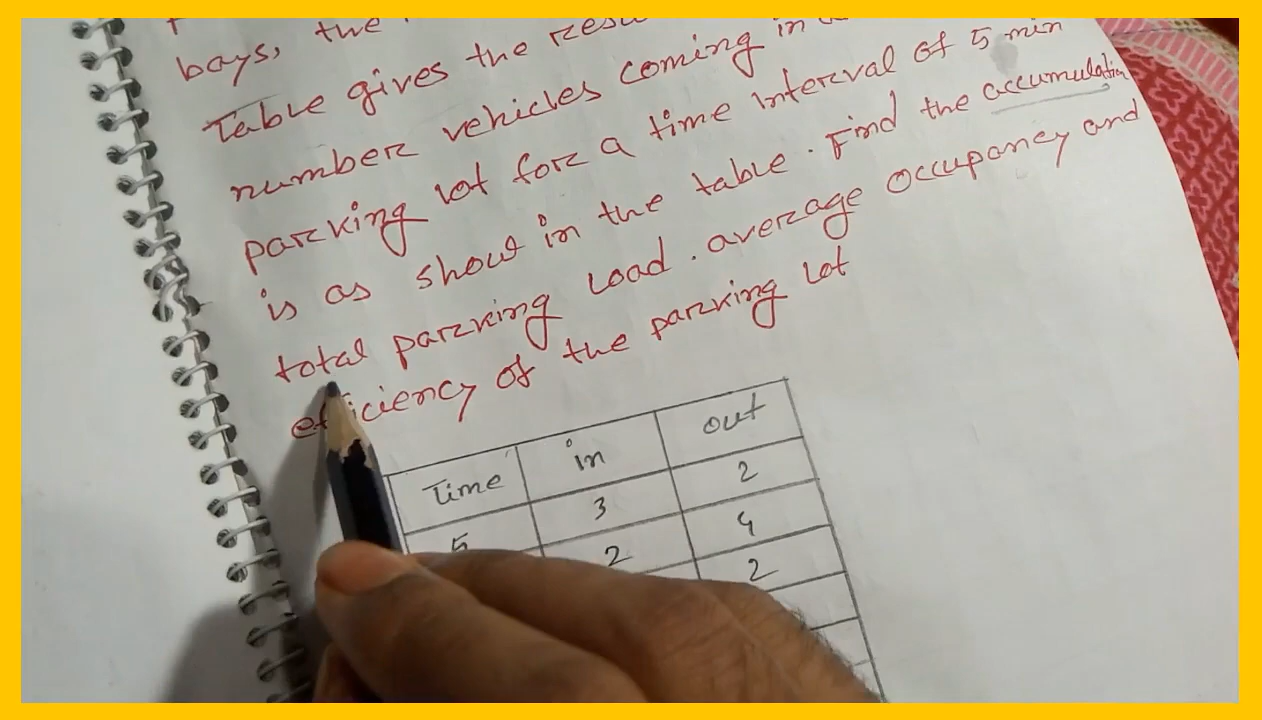 bays, the
Table gives the resu
number vehicles coming in
parking lot for a time interval of 5 min
is as show in the table. Find the accumulation
total parking load. average occupancy and
efficiency of the parking lot
Time in out
5 3 2
2 4
2